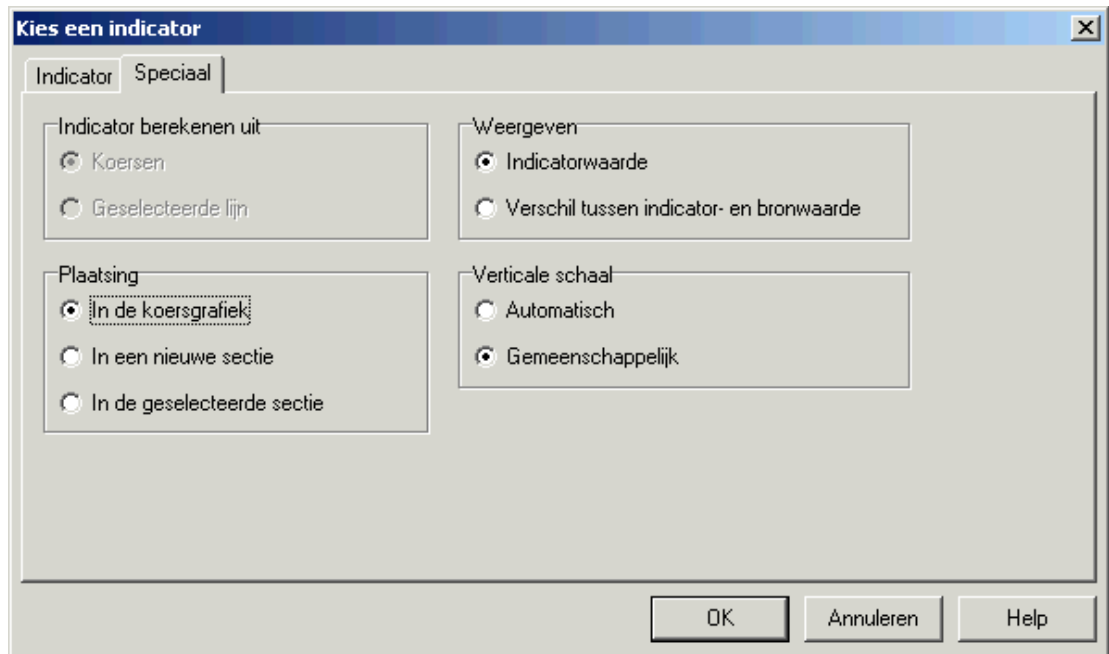 Kies een indicator
Indicator
Speciaal
Indicator berekenen uit
Koersen
Geselecteerde lijn
Weergeven
Indicatorwaarde
Verschil tussen indicator- en bronwaarde
Plaatsing
In de koersgrafiek
In een nieuwe sectie
In de geselecteerde sectie
Verticale schaal
Automatisch
Gemeenschappelijk
OK
Annuleren
Help